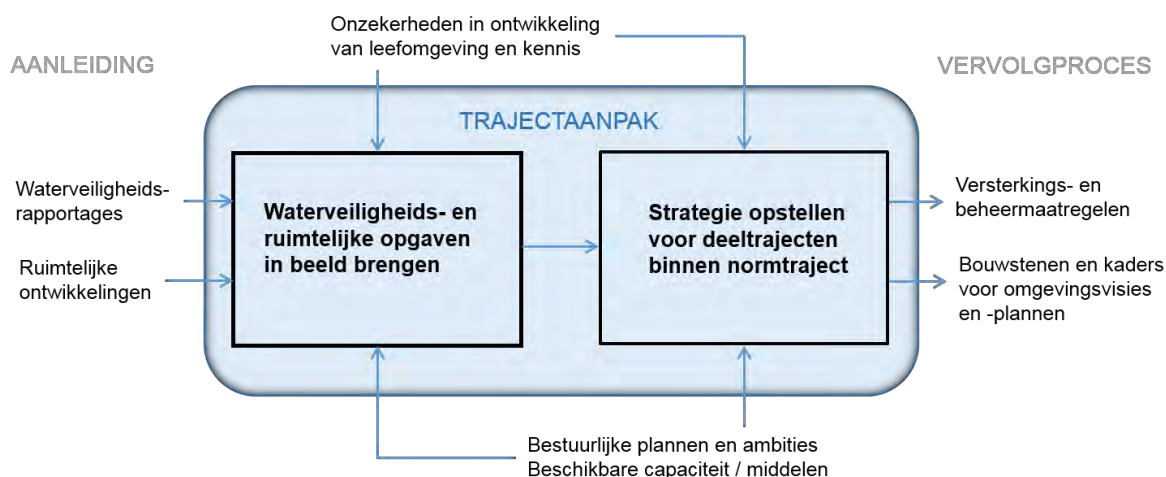 Onzekerheden in ontwikkeling
van leefomgeving en kennis
AANLEIDING
VERVOLGPROCES
TRAJECTAANPAK
Waterveiligheids-
rapportages
Ruimtelijke
ontwikkelingen
Waterveiligheids- en
ruimtelijke opgaven
in beeld brengen
Strategie opstellen
voor deeltrajecten
binnen normtraject
Versterkings- en
beheermaatregelen
Bouwstenen en kaders
voor omgevingsvisies
en -plannen
Bestuurlijke plannen en ambities
Beschikbare capaciteit / middelen